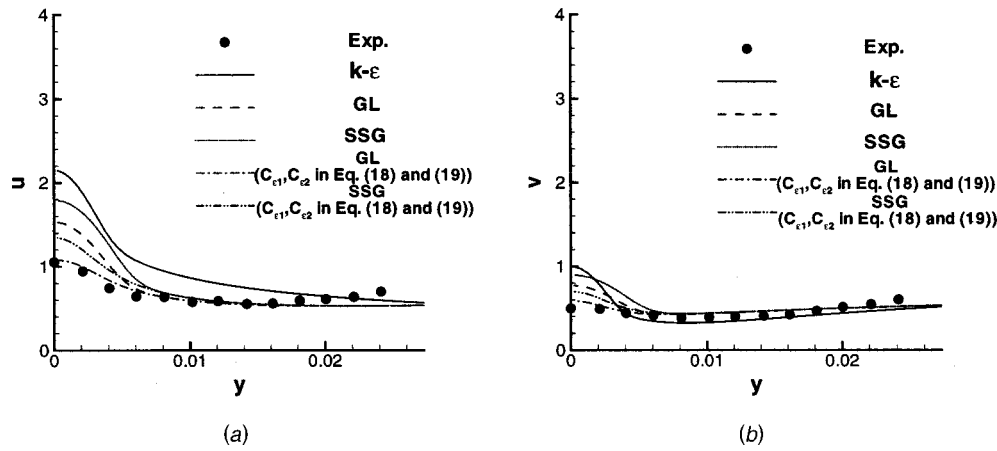 4
3
2
1
0
u
Exp.
k-ε
GL
SSG
GL
(Cε1,Cε2 in Eq. (18) and (19))
SSG
(Cε1,Cε2 in Eq. (18) and (19))
0
0.01
0.02
y
(a)
4
3
2
1
0
v
Exp.
k-ε
GL
SSG
GL
(Cε1,Cε2 in Eq. (18) and (19))
SSG
(Cε1,Cε2 in Eq. (18) and (19))
0
0.01
0.02
y
(b)